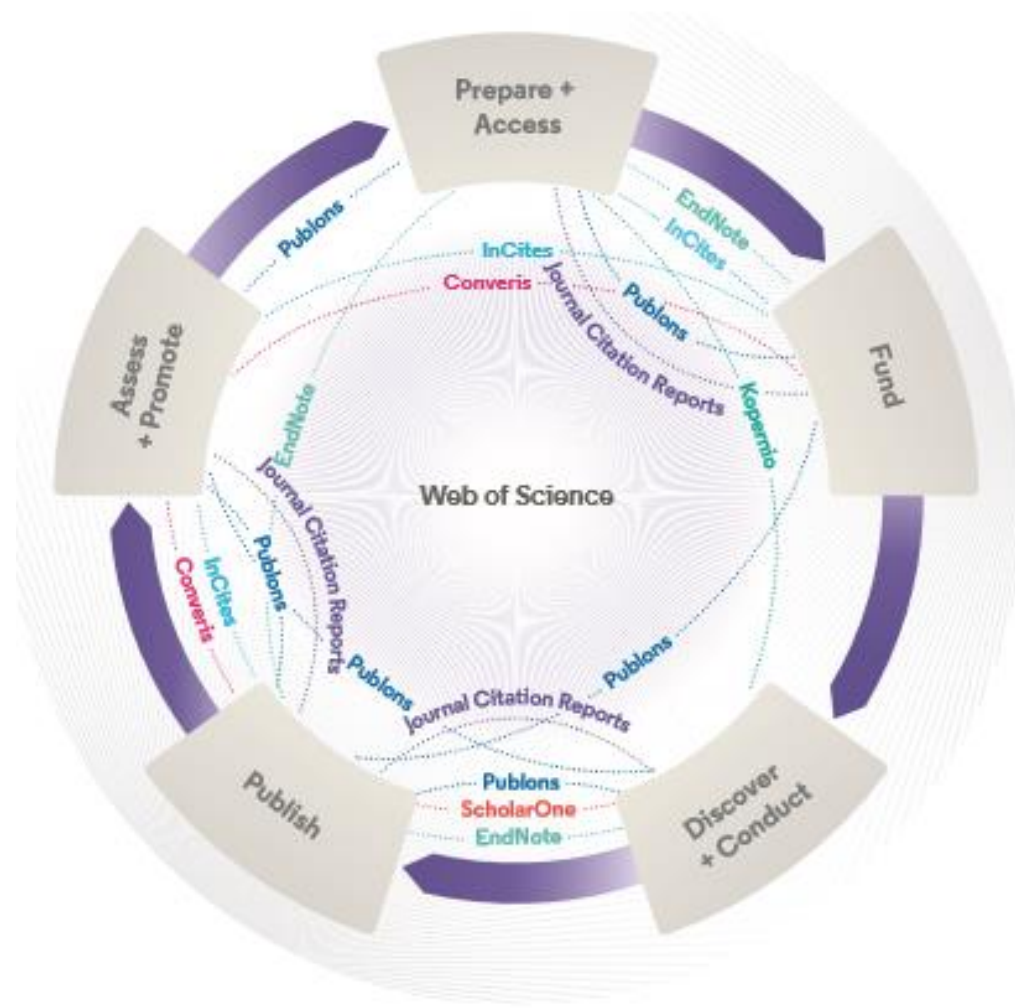 Prepare +
Access
EndNote
InCites
Publons
InCites
Converis
Journal Citation Reports
Publons
Fund
Assess
+ Promote
Kopernio
EndNote
Journal Citation Reports
Web of Science
Publons
InCites
Converis
Publons
Publons
Journal Citation Reports
Publons
ScholarOne
EndNote
Publish
Discover
+ Conduct